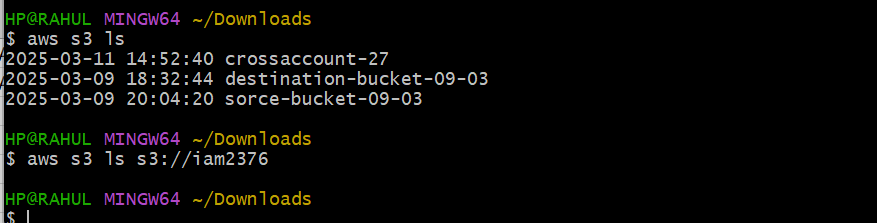 HP@RAHUL MINGW64 ~/Downloads
$ aws s3 ls
2025-03-11 14:52:40 crossaccount-27
2025-03-09 18:32:44 destination-bucket-09-03
2025-03-09 20:04:20 sorce-bucket-09-03
HP@RAHUL MINGW64 ~/Downloads
$ aws s3 ls s3://iam2376
HP@RAHUL MINGW64 ~/Downloads
$